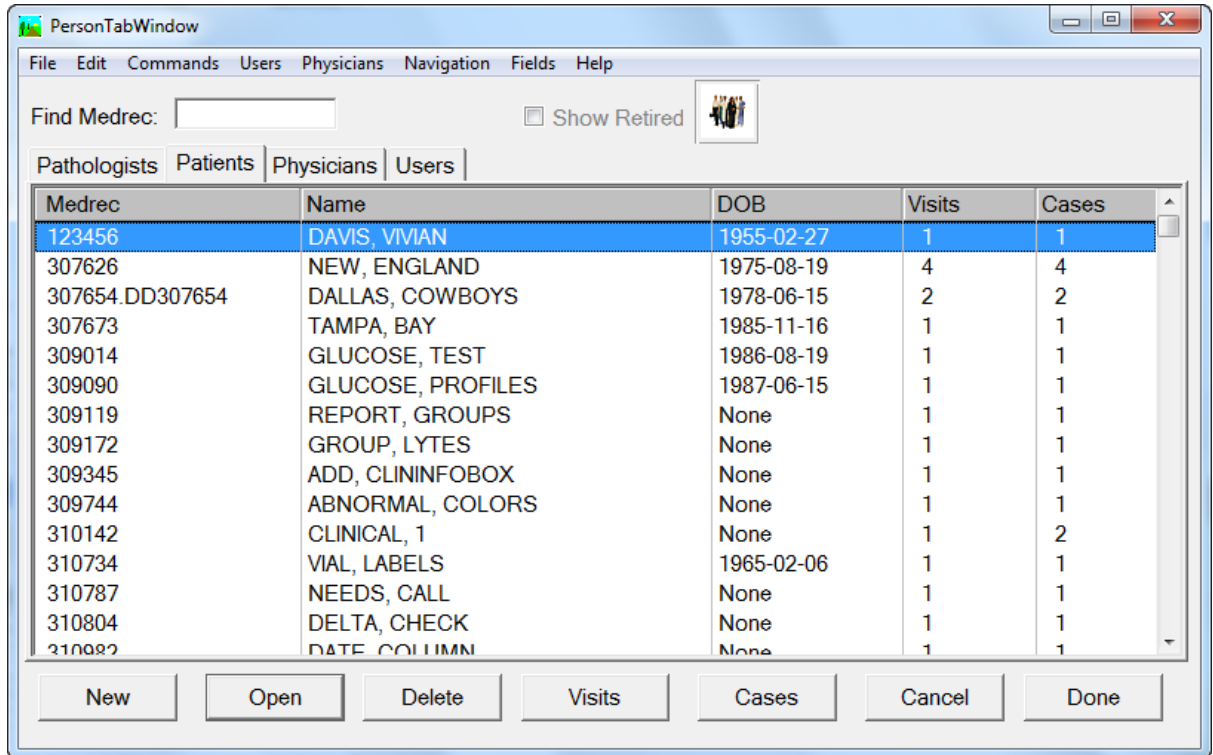 PersonTabWindow
File Edit Commands Users Physicians Navigation Fields Help
Find Medrec: Show Retired
Pathologists Patients Physicians Users
Medrec Name DOB Visits Cases
123456 DAVIS, VIVIAN 1955-02-27 1 1
307626 NEW, ENGLAND 1975-08-19 4 4
307654.DD307654 DALLAS, COWBOYS 1978-06-15 2 2
307673 TAMPA, BAY 1985-11-16 1 1
309014 GLUCOSE, TEST 1986-08-19 1 1
309090 GLUCOSE, PROFILES 1987-06-15 1 1
309119 REPORT, GROUPS None 1 1
309172 GROUP, LYTES None 1 1
309345 ADD, CLININFOBOX None 1 1
309744 ABNORMAL, COLORS None 1 1
310142 CLINICAL, 1 None 1 2
310734 VIAL, LABELS 1965-02-06 1 1
310787 NEEDS, CALL None 1 1
310804 DELTA, CHECK None 1 1
310982 DATE, COLUMN None 1 1
New Open Delete Visits Cases Cancel Done